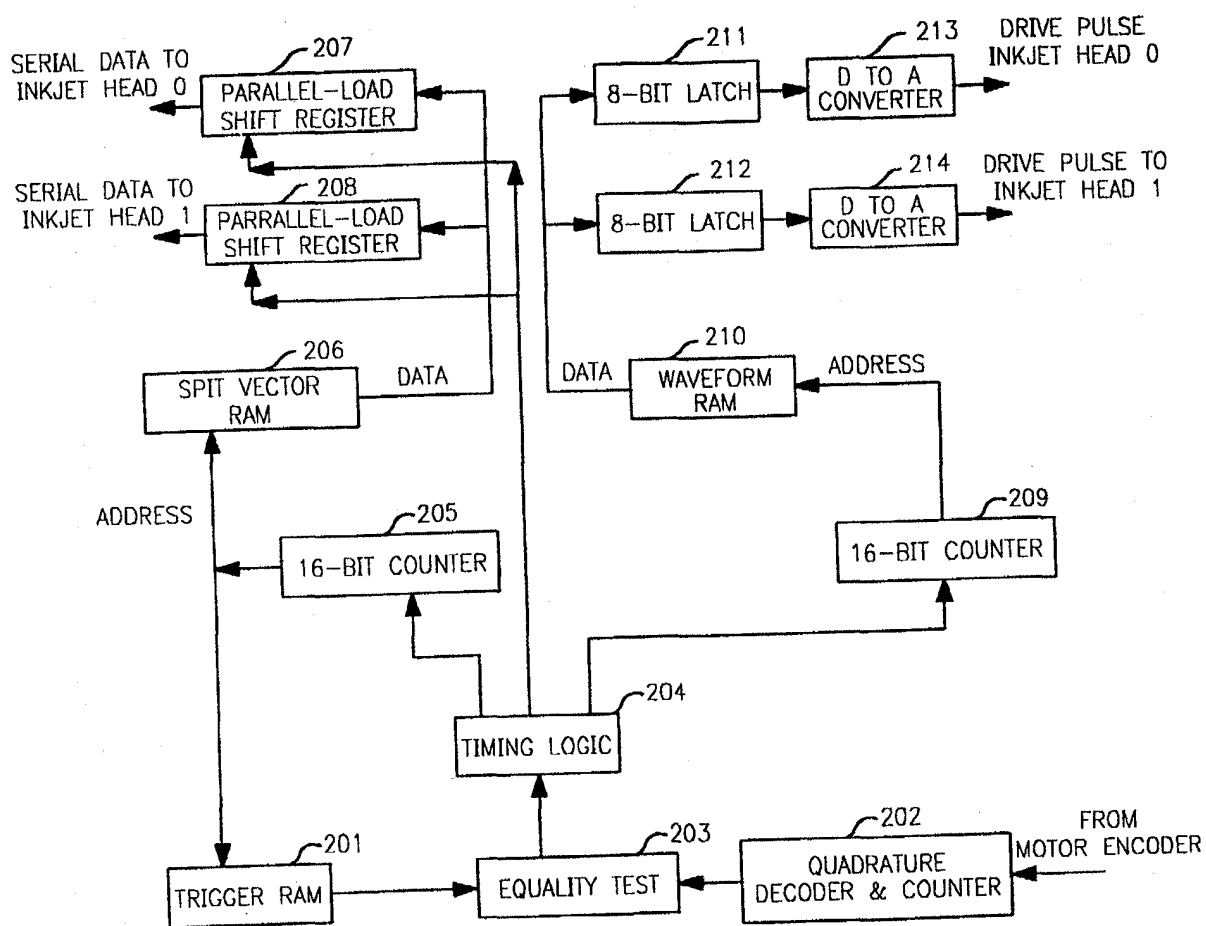 SERIAL DATA TO
INKJET HEAD 0
207
PARALLEL-LOAD
SHIFT REGISTER
211
8-BIT LATCH
213
D TO A
CONVERTER
DRIVE PULSE
INKJET HEAD 0
SERIAL DATA TO
INKJET HEAD 1
208
PARRALLEL-LOAD
SHIFT REGISTER
212
8-BIT LATCH
214
D TO A
CONVERTER
DRIVE PULSE TO
INKJET HEAD 1
206
SPIT VECTOR
RAM
DATA
DATA
210
WAVEFORM
RAM
ADDRESS
ADDRESS
205
16-BIT COUNTER
209
16-BIT COUNTER
204
TIMING LOGIC
201
TRIGGER RAM
203
EQUALITY TEST
202
QUADRATURE
DECODER & COUNTER
FROM
MOTOR ENCODER